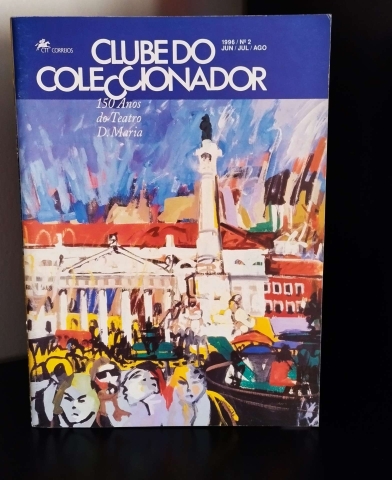 CTT CORREIOS
CLUBE DO
COLECCIONADOR
1996 / Nº 2
JUN / JUL / AGO
150 Anos
do Teatro
D. Maria